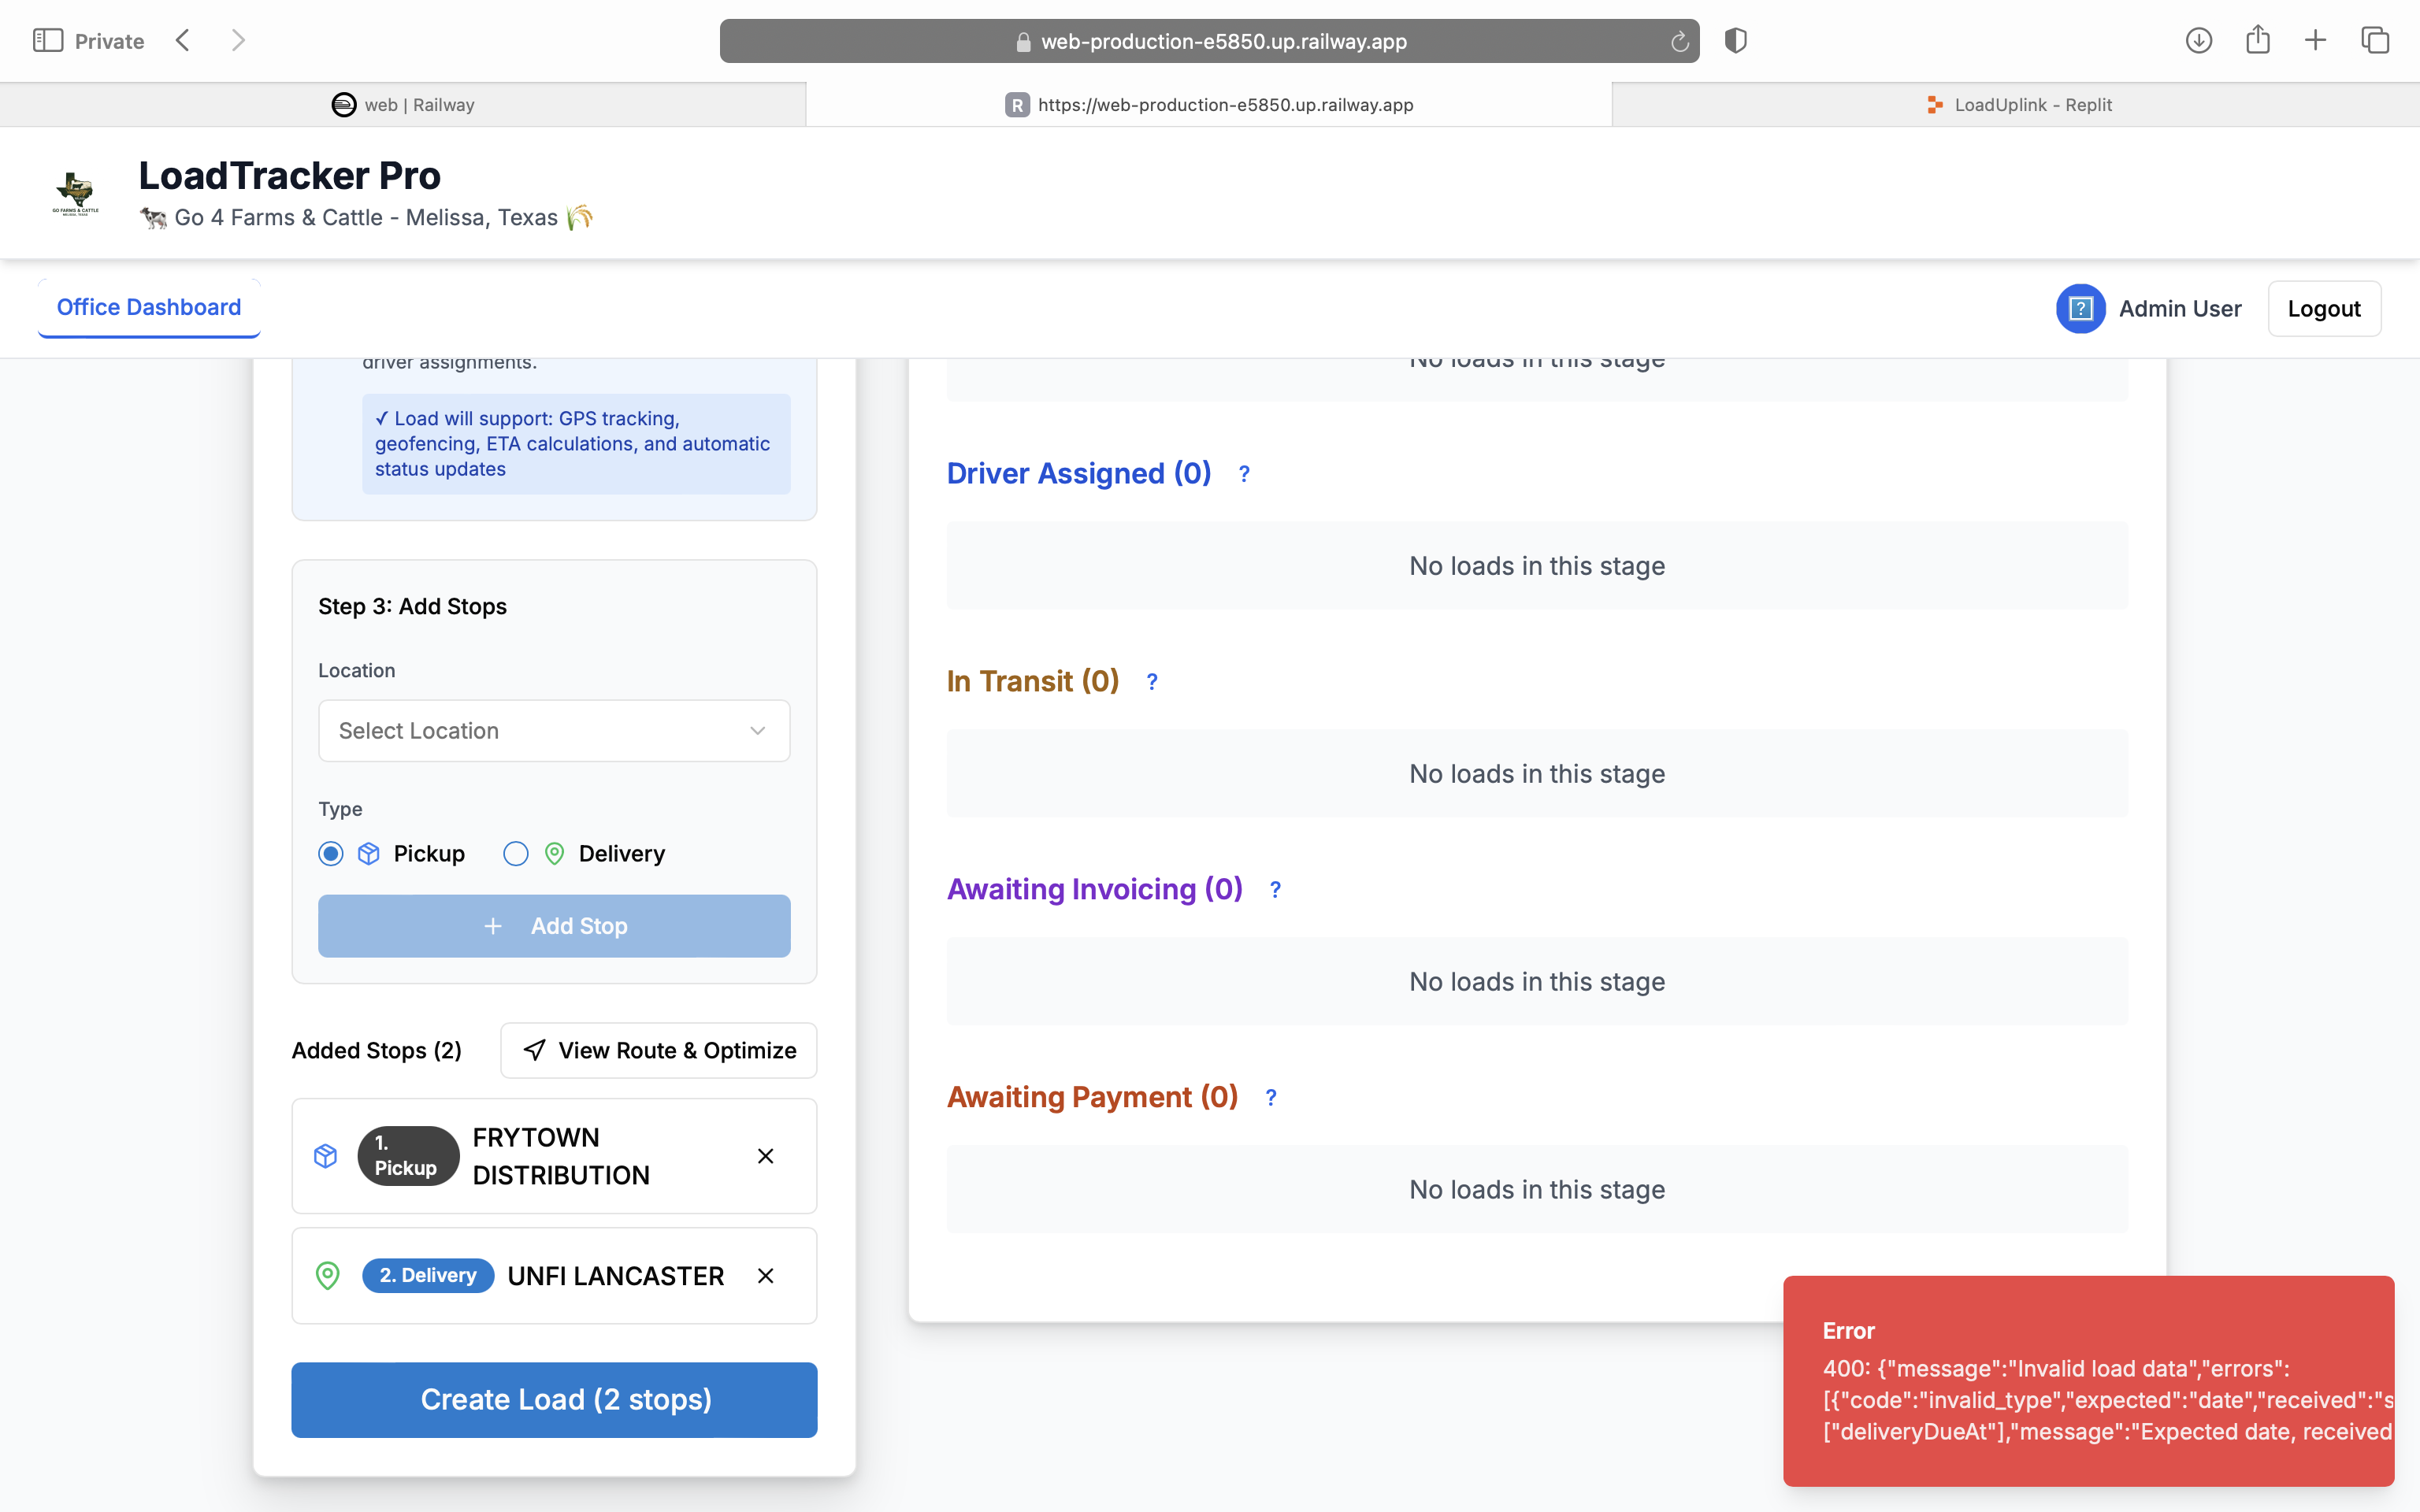 Private
web-production-e5850.up.railway.app
web | Railway
R https://web-production-e5850.up.railway.app
LoadUplink - Replit
LoadTracker Pro
🐄 Go 4 Farms & Cattle - Melissa, Texas 🌾
GO FARMS & CATTLE
MELISSA, TEXAS
Office Dashboard
? Admin User
Logout
driver assignments.
✓ Load will support: GPS tracking,
geofencing, ETA calculations, and automatic
status updates
Step 3: Add Stops
Location
Select Location
Type
Pickup
Delivery
+ Add Stop
Added Stops (2)
View Route & Optimize
1.
Pickup
FRYTOWN
DISTRIBUTION
×
2. Delivery UNFI LANCASTER ×
Create Load (2 stops)
No loads in this stage
Driver Assigned (0) ?
No loads in this stage
In Transit (0) ?
No loads in this stage
Awaiting Invoicing (0) ?
No loads in this stage
Awaiting Payment (0) ?
No loads in this stage
Error
400: {"message":"Invalid load data","errors":
[{"code":"invalid_type","expected":"date","received":"s
["deliveryDueAt"],"message":"Expected date, received